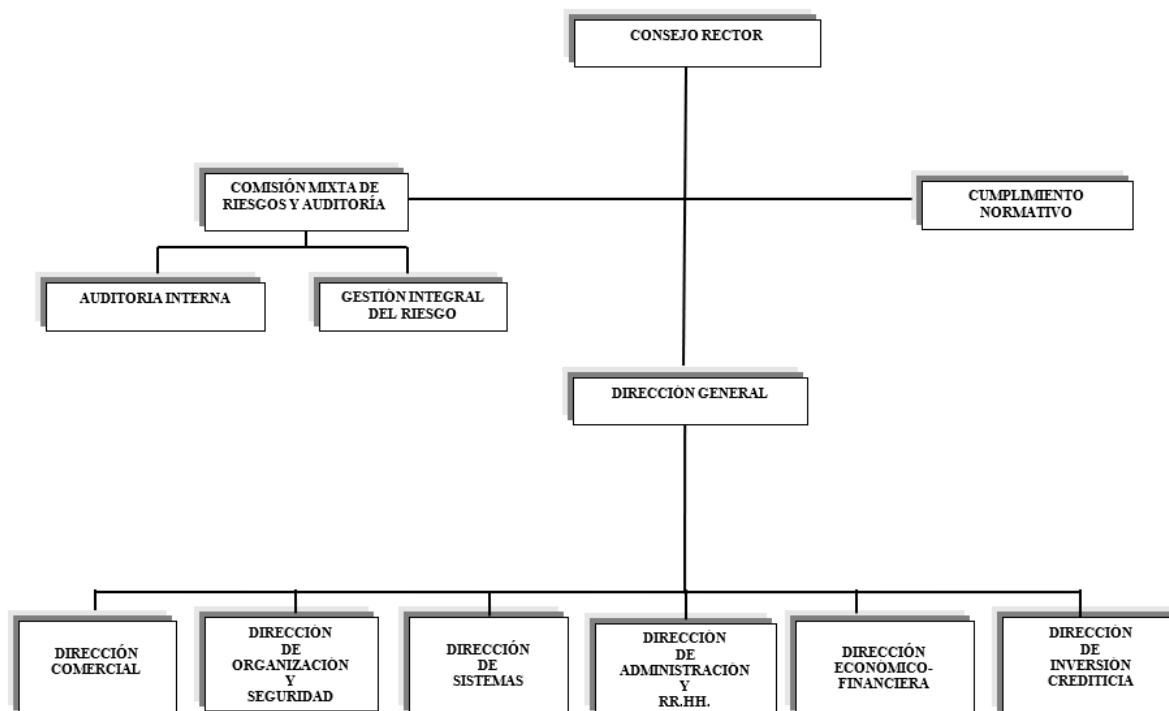 CONSEJO RECTOR
COMISIÓN MIXTA DE
RIESGOS Y AUDITORÍA
CUMPLIMIENTO
NORMATIVO
AUDITORIA INTERNA
GESTIÓN INTEGRAL
DEL RIESGO
DIRECCIÓN GENERAL
DIRECCIÓN
COMERCIAL
DIRECCIÓN
DE
ORGANIZACIÓN
Y
SEGURIDAD
DIRECCIÓN
DE
SISTEMAS
DIRECCIÓN
DE
ADMINISTRACIÓN
Y
RR.HH.
DIRECCIÓN
ECONÓMICO-
FINANCIERA
DIRECCIÓN
DE
INVERSIÓN
CREDITICIA